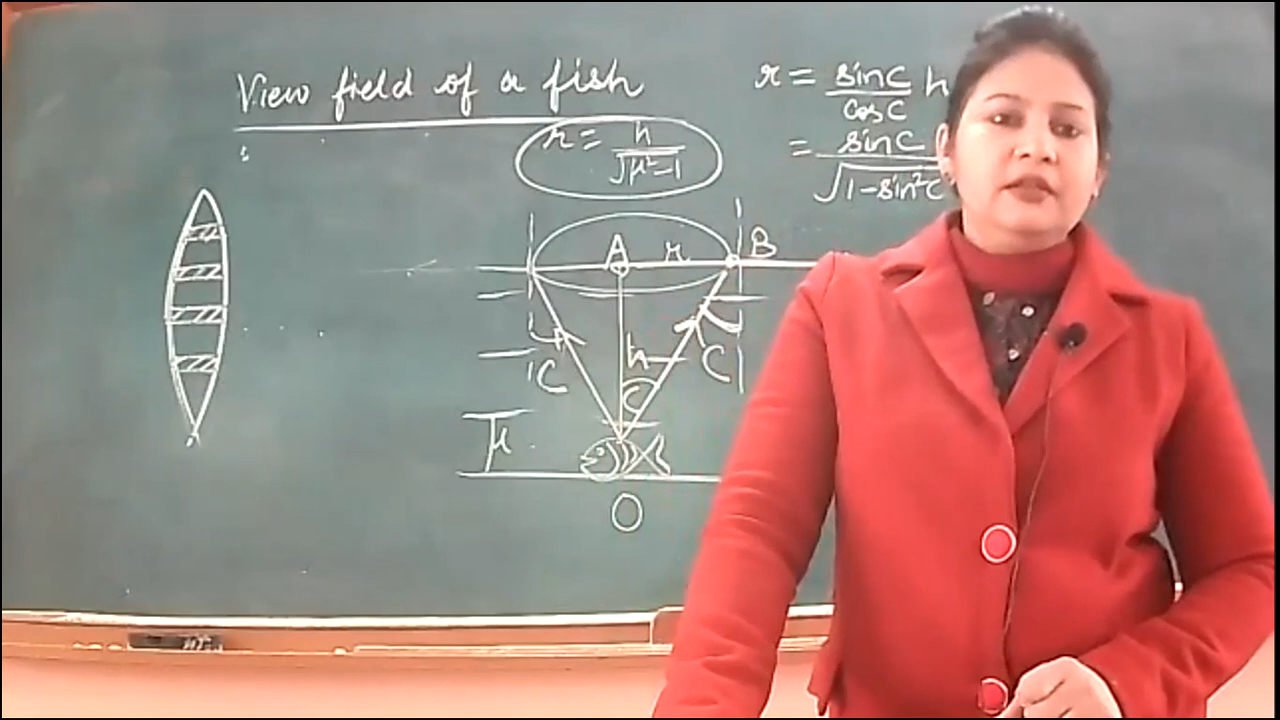 View field of a fish
r = h / √μ²-1
r = sinC / cosC h
= sinC / √1-sin²C
A r B
h
C C C
μ
O